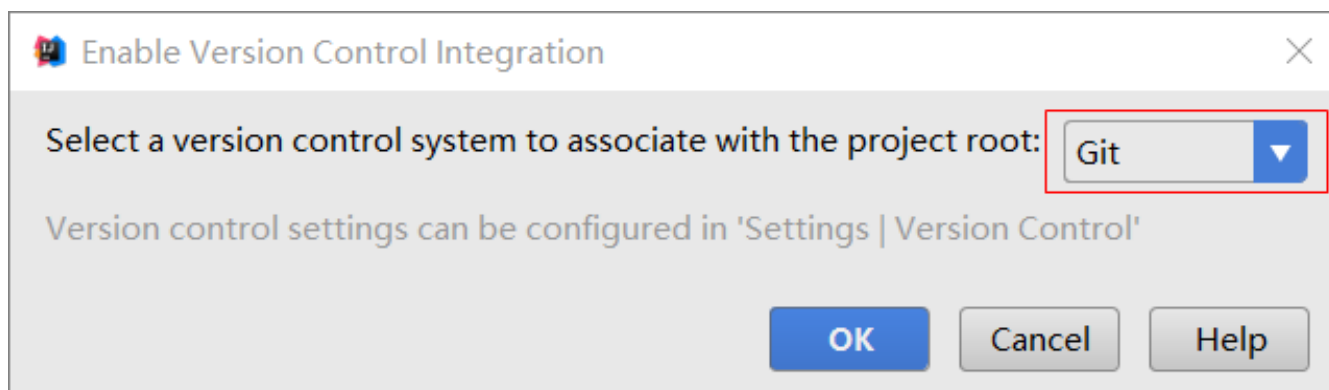 Enable Version Control Integration
Select a version control system to associate with the project root: Git
Version control settings can be configured in 'Settings | Version Control'
OK Cancel Help